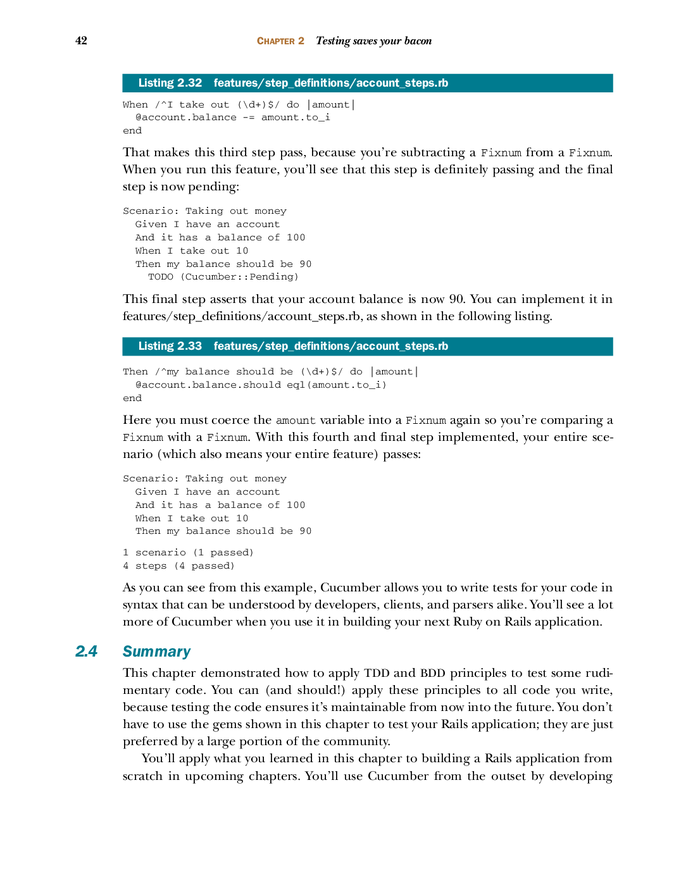 42 CHAPTER 2 Testing saves your bacon
Listing 2.32 features/step_definitions/account_steps.rb
When /^I take out (\d+)$/ do |amount|
@account.balance -= amount.to_i
end
That makes this third step pass, because you're subtracting a Fixnum from a Fixnum.
When you run this feature, you'll see that this step is definitely passing and the final
step is now pending:
Scenario: Taking out money
Given I have an account
And it has a balance of 100
When I take out 10
Then my balance should be 90
TODO (Cucumber::Pending)
This final step asserts that your account balance is now 90. You can implement it in
features/step_definitions/account_steps.rb, as shown in the following listing.
Listing 2.33 features/step_definitions/account_steps.rb
Then /^my balance should be (\d+)$/ do |amount|
@account.balance.should eql(amount.to_i)
end
Here you must coerce the amount variable into a Fixnum again so you're comparing a
Fixnum with a Fixnum. With this fourth and final step implemented, your entire sce-
nario (which also means your entire feature) passes:
Scenario: Taking out money
Given I have an account
And it has a balance of 100
When I take out 10
Then my balance should be 90
1 scenario (1 passed)
4 steps (4 passed)
As you can see from this example, Cucumber allows you to write tests for your code in
syntax that can be understood by developers, clients, and parsers alike. You'll see a lot
more of Cucumber when you use it in building your next Ruby on Rails application.
2.4 Summary
This chapter demonstrated how to apply TDD and BDD principles to test some rudi-
mentary code. You can (and should!) apply these principles to all code you write,
because testing the code ensures it's maintainable from now into the future. You don't
have to use the gems shown in this chapter to test your Rails application; they are just
preferred by a large portion of the community.
You'll apply what you learned in this chapter to building a Rails application from
scratch in upcoming chapters. You'll use Cucumber from the outset by developing